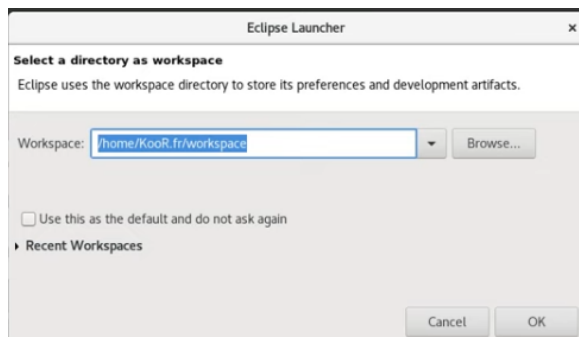 Eclipse Launcher
Select a directory as workspace
Eclipse uses the workspace directory to store its preferences and development artifacts.
Workspace: /home/KooR.fr/workspace Browse...
Use this as the default and do not ask again
Recent Workspaces
Cancel OK